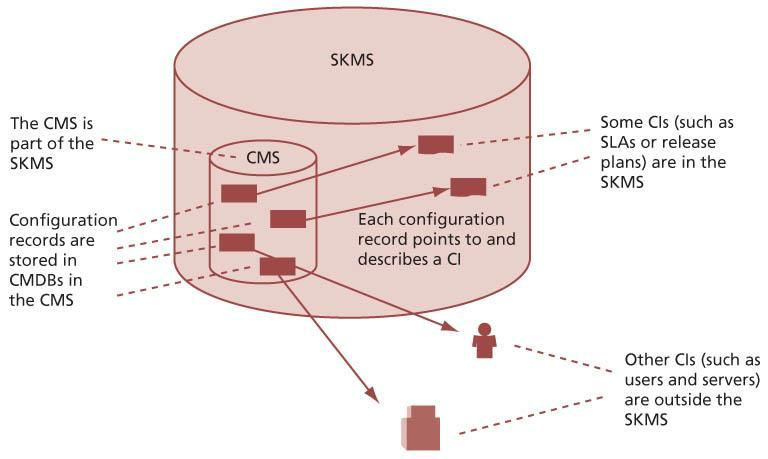 SKMS
The CMS is
part of the
SKMS
CMS
Some CIs (such as
SLAs or release
plans) are in the
SKMS
Configuration
records are
stored in
CMDBs in
the CMS
Each configuration
record points to and
describes a CI
Other CIs (such as
users and servers)
are outside the
SKMS